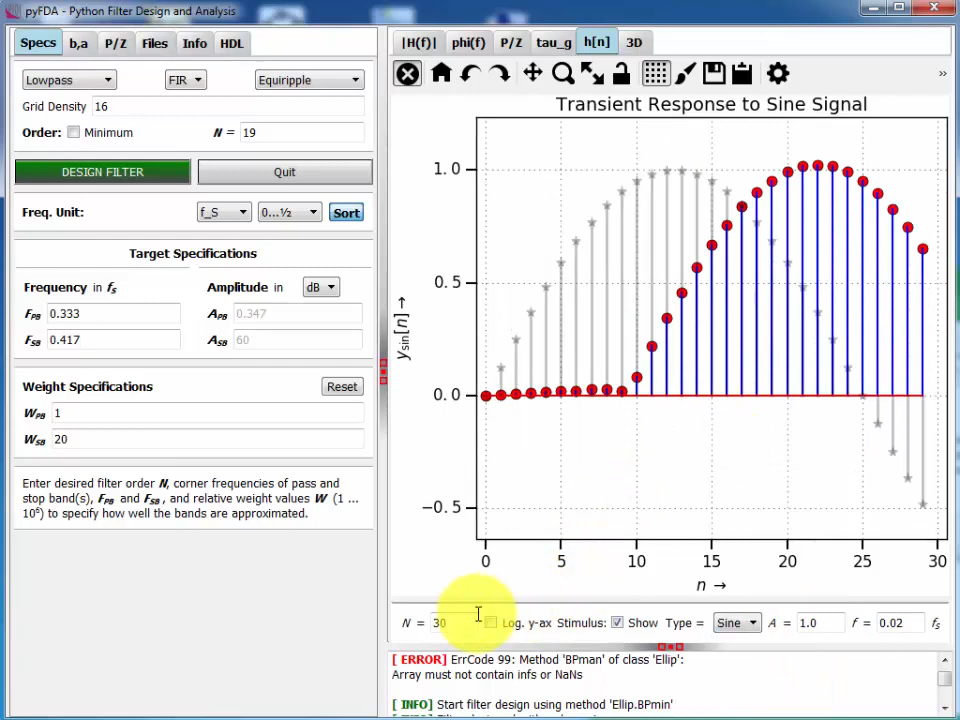 pyFDA - Python Filter Design and Analysis
Specs b,a P/Z Files Info HDL
Lowpass FIR Equiripple
Grid Density 16
Order: Minimum N = 19
DESIGN FILTER Quit
Freq. Unit: f_S 0...½ Sort
Target Specifications
Frequency in fS Amplitude in dB
FPB 0.333 APB 0.347
FSB 0.417 ASB 60
Weight Specifications Reset
WPB 1
WSB 20
Enter desired filter order N, corner frequencies of pass and
stop band(s), FPB and FSB, and relative weight values W (1 ...
10⁶) to specify how well the bands are approximated.
|H(f)| phi(f) P/Z tau_g h[n] 3D
»
Transient Response to Sine Signal
1.0
0.5
0.0
−0.5
ysin[n] →
0 5 10 15 20 25 30
n →
N = 30 Log. y-ax Stimulus: Show Type = Sine A = 1.0 f = 0.02 fs
[ ERROR] ErrCode 99: Method 'BPman' of class 'Ellip':
Array must not contain infs or NaNs
[ INFO] Start filter design using method 'Ellip.BPmin'